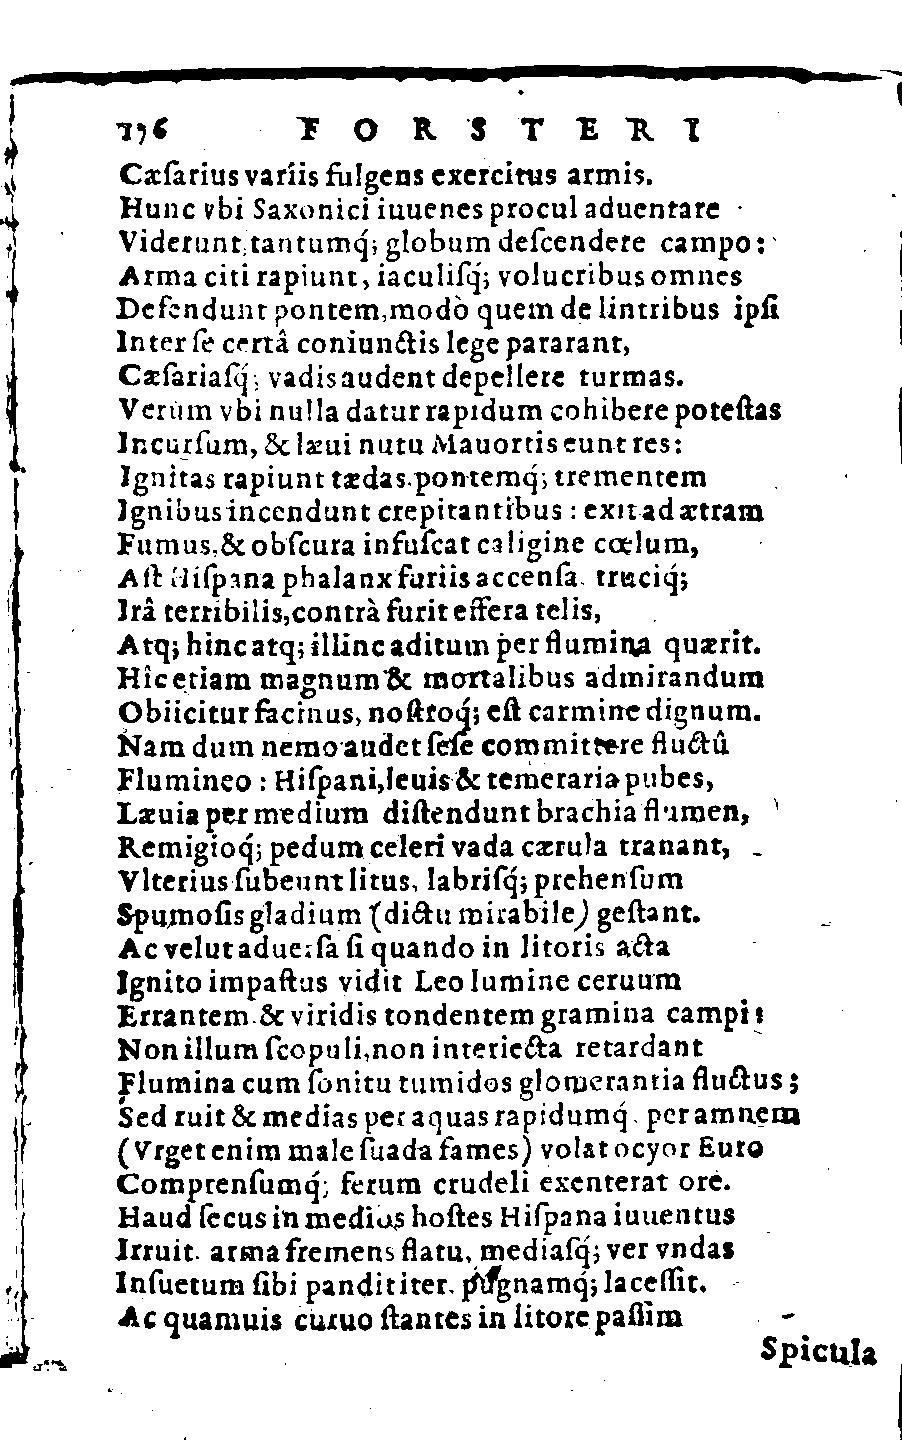 176 FORSTERI
Cæſarius varíis fulgens exercitus armis.
Hunc vbi Saxonici iuuenes procul aduentare
Viderunt, tantumq́; globum deſcendere campo:
Arma citi rapiunt, iaculiſq́; volucribus omnes
Defendunt pontem, modò quem de lintribus ipſi
Inter ſe certâ coniunctis lege pararant,
Cæſariaſq́; vadis audent depellere turmas.
Verùm vbi nulla datur rapidum cohibere poteſtas
Incurſum, & læui nutu Mauortis eunt res:
Ignitas rapiunt tædas. pontemq́; trementem
Ignibus incendunt crepitantibus: exit ad ætram
Fumus, & obſcura infuſcat caligine cœlum,
Aſt Hiſpana phalanx furiis accenſa. truciq́;
Irâ terribilis, contrà furit effera telis,
Atq; hinc atq; illinc aditum per flumina quærit.
Hîc etiam magnum & mortalibus admirandum
Obiicitur facinus, noſtroq́; eſt carmine dignum.
Nam dum nemo audet ſeſe committere fluctû
Flumineo: Hiſpani, leuis & temeraria pubes,
Læuia per medium diſtendunt brachia flumen,
Remigioq́; pedum celeri vada cærula tranant,
Vlterius ſubeunt litus, labriſq́; prehenſum
Spumoſis gladium (dictu mirabile) geſtant.
Ac velut aduerſa ſi quando in litoris acta
Ignito impaſtus vidit Leo lumine ceruum
Errantem & viridis tondentem gramina campi:
Non illum ſcopuli, non interiecta retardant
Flumina cum ſonitu tumidos glomerantia fluctus;
Sed ruit & medias per aquas rapidumq́. per amnem
(Vrget enim male ſuada fames) volat ocyor Euro
Comprenſumq́; ferum crudeli exenterat ore.
Haud ſecus in medios hoſtes Hiſpana iuuentus
Irruit. arma fremens flatu, mediaſq́; ver vndas
Inſuetum ſibi pandit iter. pugnamq́; laceſſit.
Ac quamuis curuo ſtantes in litore paſſim
Spicula